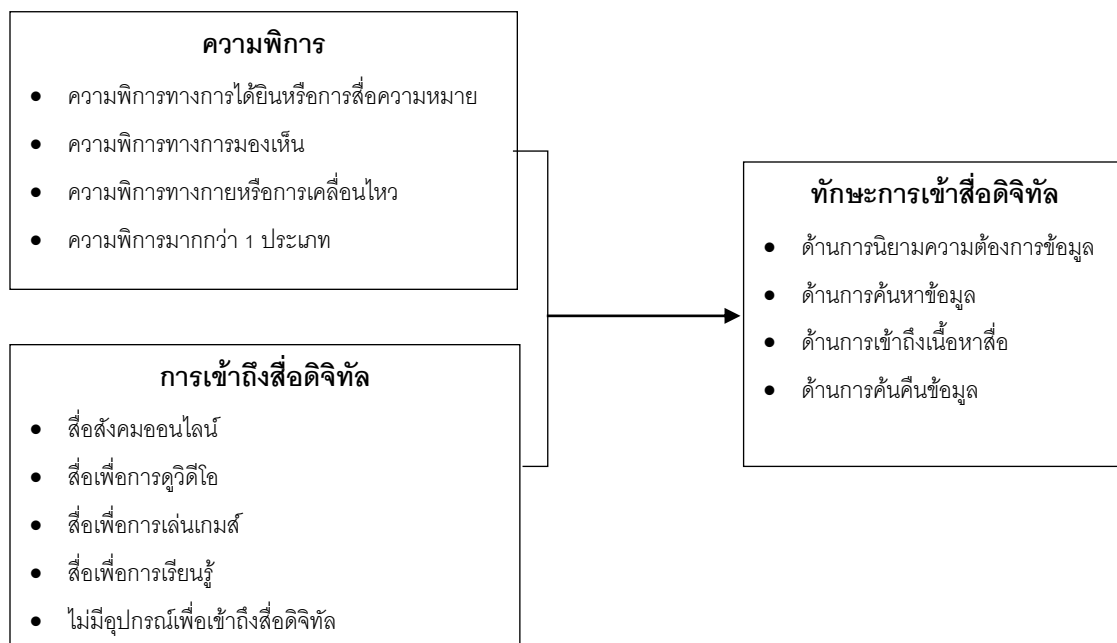 ความพิการ
● ความพิการทางการได้ยินหรือการสื่อความหมาย
● ความพิการทางการมองเห็น
● ความพิการทางกายหรือการเคลื่อนไหว
● ความพิการมากกว่า 1 ประเภท
การเข้าถึงสื่อดิจิทัล
● สื่อสังคมออนไลน์
● สื่อเพื่อการดูวิดีโอ
● สื่อเพื่อการเล่นเกมส์
● สื่อเพื่อการเรียนรู้
● ไม่มีอุปกรณ์เพื่อเข้าถึงสื่อดิจิทัล
ทักษะการเข้าสื่อดิจิทัล
● ด้านการนิยามความต้องการข้อมูล
● ด้านการค้นหาข้อมูล
● ด้านการเข้าถึงเนื้อหาสื่อ
● ด้านการค้นคืนข้อมูล